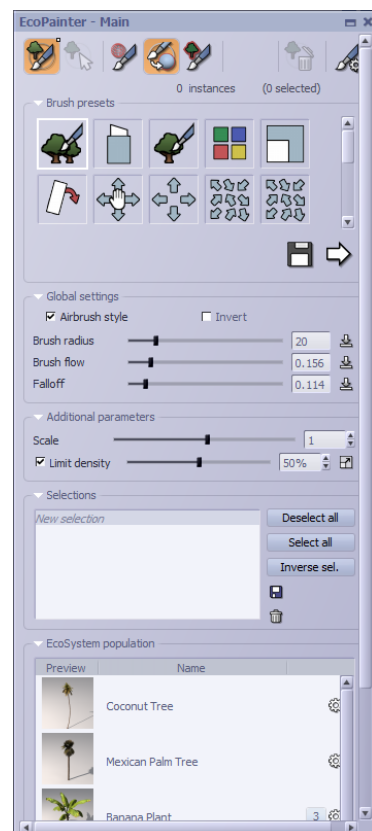 EcoPainter - Main
0 instances (0 selected)
Brush presets
Global settings
Airbrush style Invert
Brush radius 20
Brush flow 0.156
Falloff 0.114
Additional parameters
Scale 1
Limit density 50%
Selections
New selection
Deselect all
Select all
Inverse sel.
EcoSystem population
Preview Name
Coconut Tree
Mexican Palm Tree
Banana Plant 3